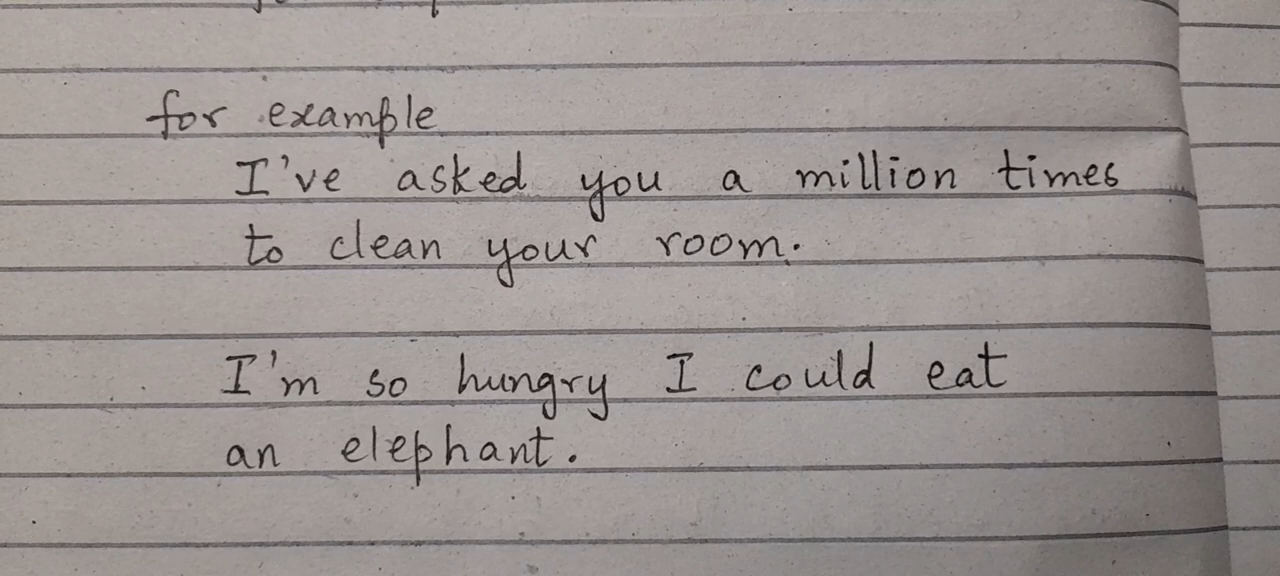 for example
I've asked you a million times
to clean your room.
I'm so hungry I could eat
an elephant.